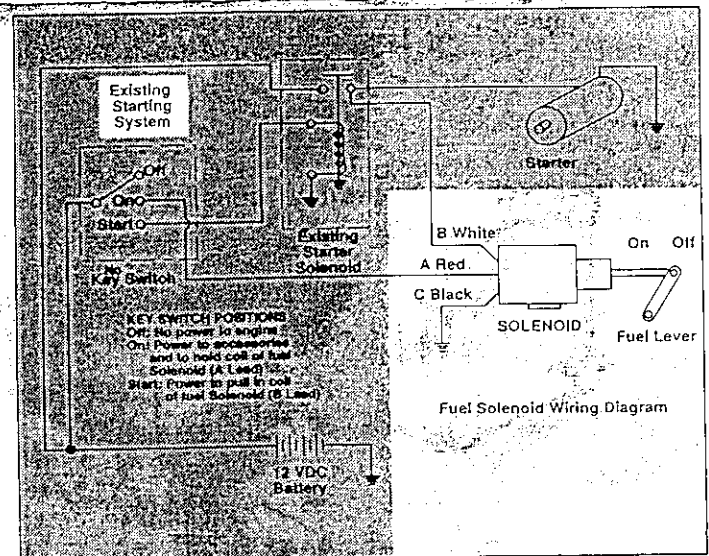 Existing
Starting
System
Off
On
Start
No
Key Switch
Existing
Starter
Solenoid
Starter
B White
A Red
C Black
SOLENOID
On Off
Fuel Lever
KEY SWITCH POSITIONS
Off: No power to engine
On: Power to accessories
and to hold coil of fuel
Solenoid (A Lead)
Start: Power to pull in coil
of fuel Solenoid (B Lead)
Fuel Solenoid Wiring Diagram
12 VDC
Battery